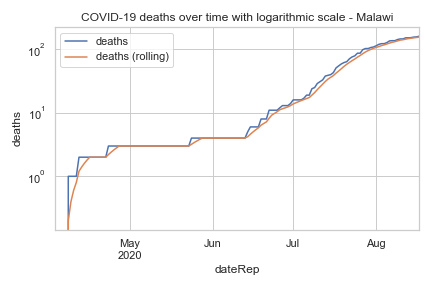 COVID-19 deaths over time with logarithmic scale - Malawi
deaths
deaths (rolling)
deaths
10²
10¹
10⁰
May
2020
Jun
Jul
Aug
dateRep